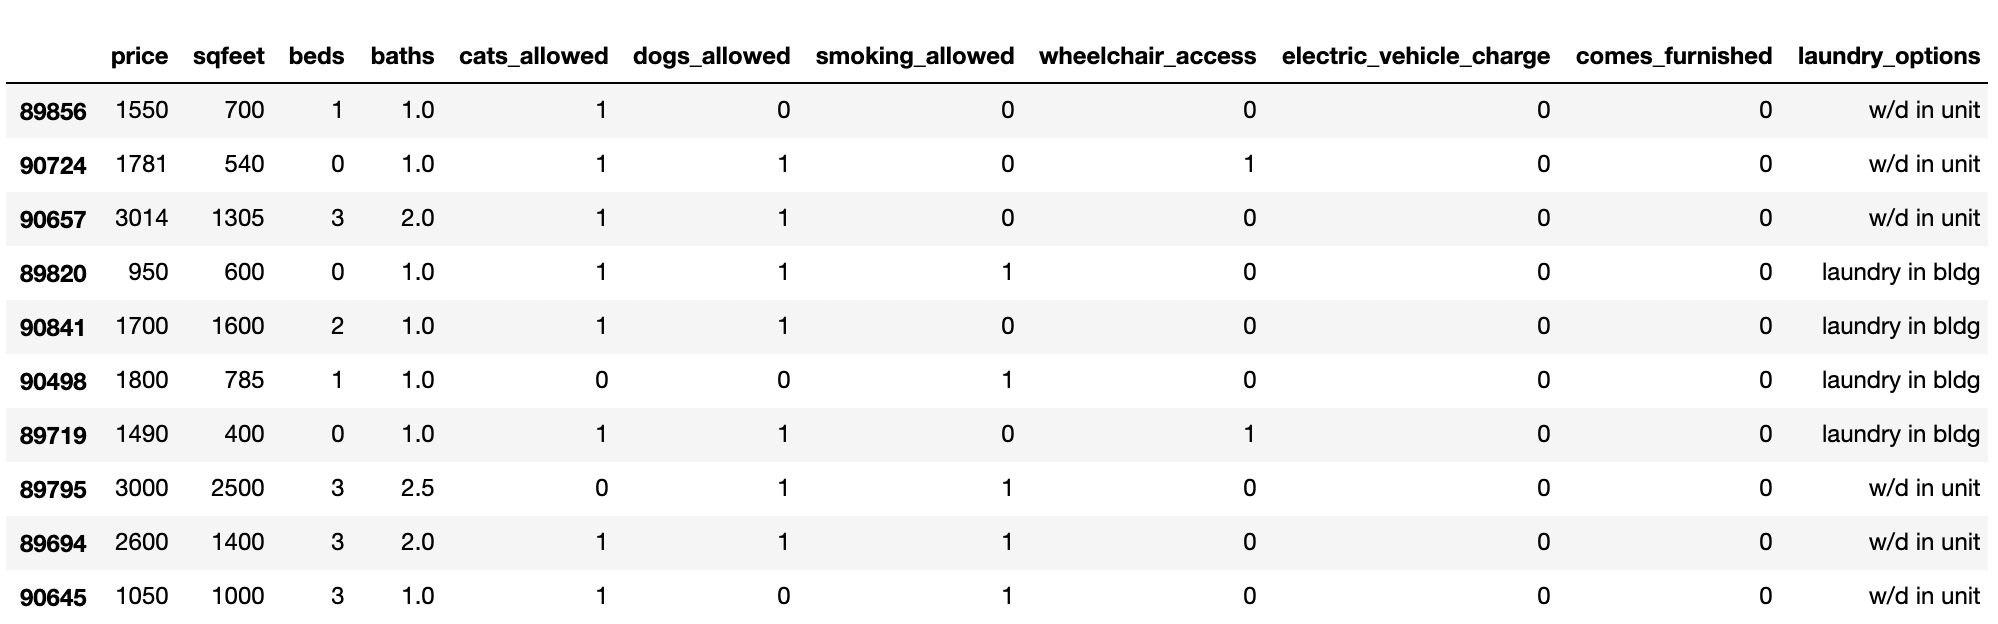 price sqfeet beds baths cats_allowed dogs_allowed smoking_allowed wheelchair_access electric_vehicle_charge comes_furnished laundry_options
89856 1550 700 1 1.0 1 0 0 0 0 0 w/d in unit
90724 1781 540 0 1.0 1 1 0 1 0 0 w/d in unit
90657 3014 1305 3 2.0 1 1 0 0 0 0 w/d in unit
89820 950 600 0 1.0 1 1 1 0 0 0 laundry in bldg
90841 1700 1600 2 1.0 1 1 0 0 0 0 laundry in bldg
90498 1800 785 1 1.0 0 0 1 0 0 0 laundry in bldg
89719 1490 400 0 1.0 1 1 0 1 0 0 laundry in bldg
89795 3000 2500 3 2.5 0 1 1 0 0 0 w/d in unit
89694 2600 1400 3 2.0 1 1 1 0 0 0 w/d in unit
90645 1050 1000 3 1.0 1 0 1 0 0 0 w/d in unit